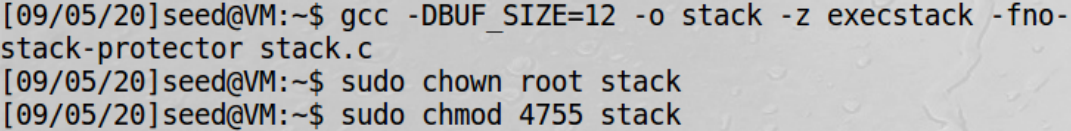 [09/05/20]seed@VM:~$ gcc -DBUF_SIZE=12 -o stack -z execstack -fno-
stack-protector stack.c
[09/05/20]seed@VM:~$ sudo chown root stack
[09/05/20]seed@VM:~$ sudo chmod 4755 stack